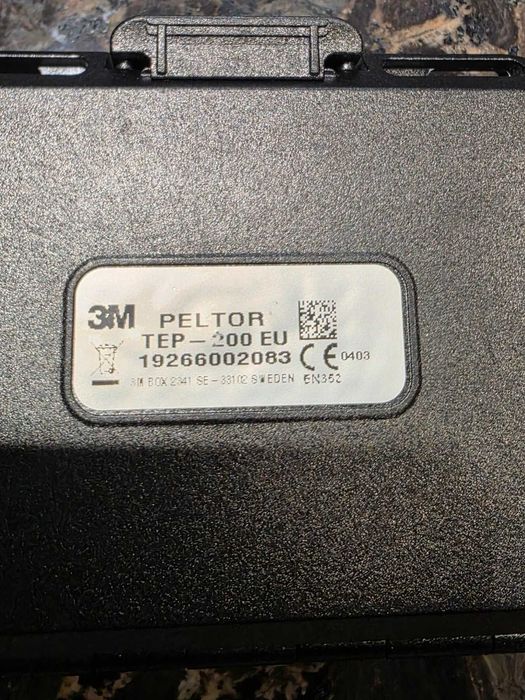 3M PELTOR
TEP-200 EU
19266002083 CE 0403
3M BOX 2341 SE-33102 SWEDEN EN352